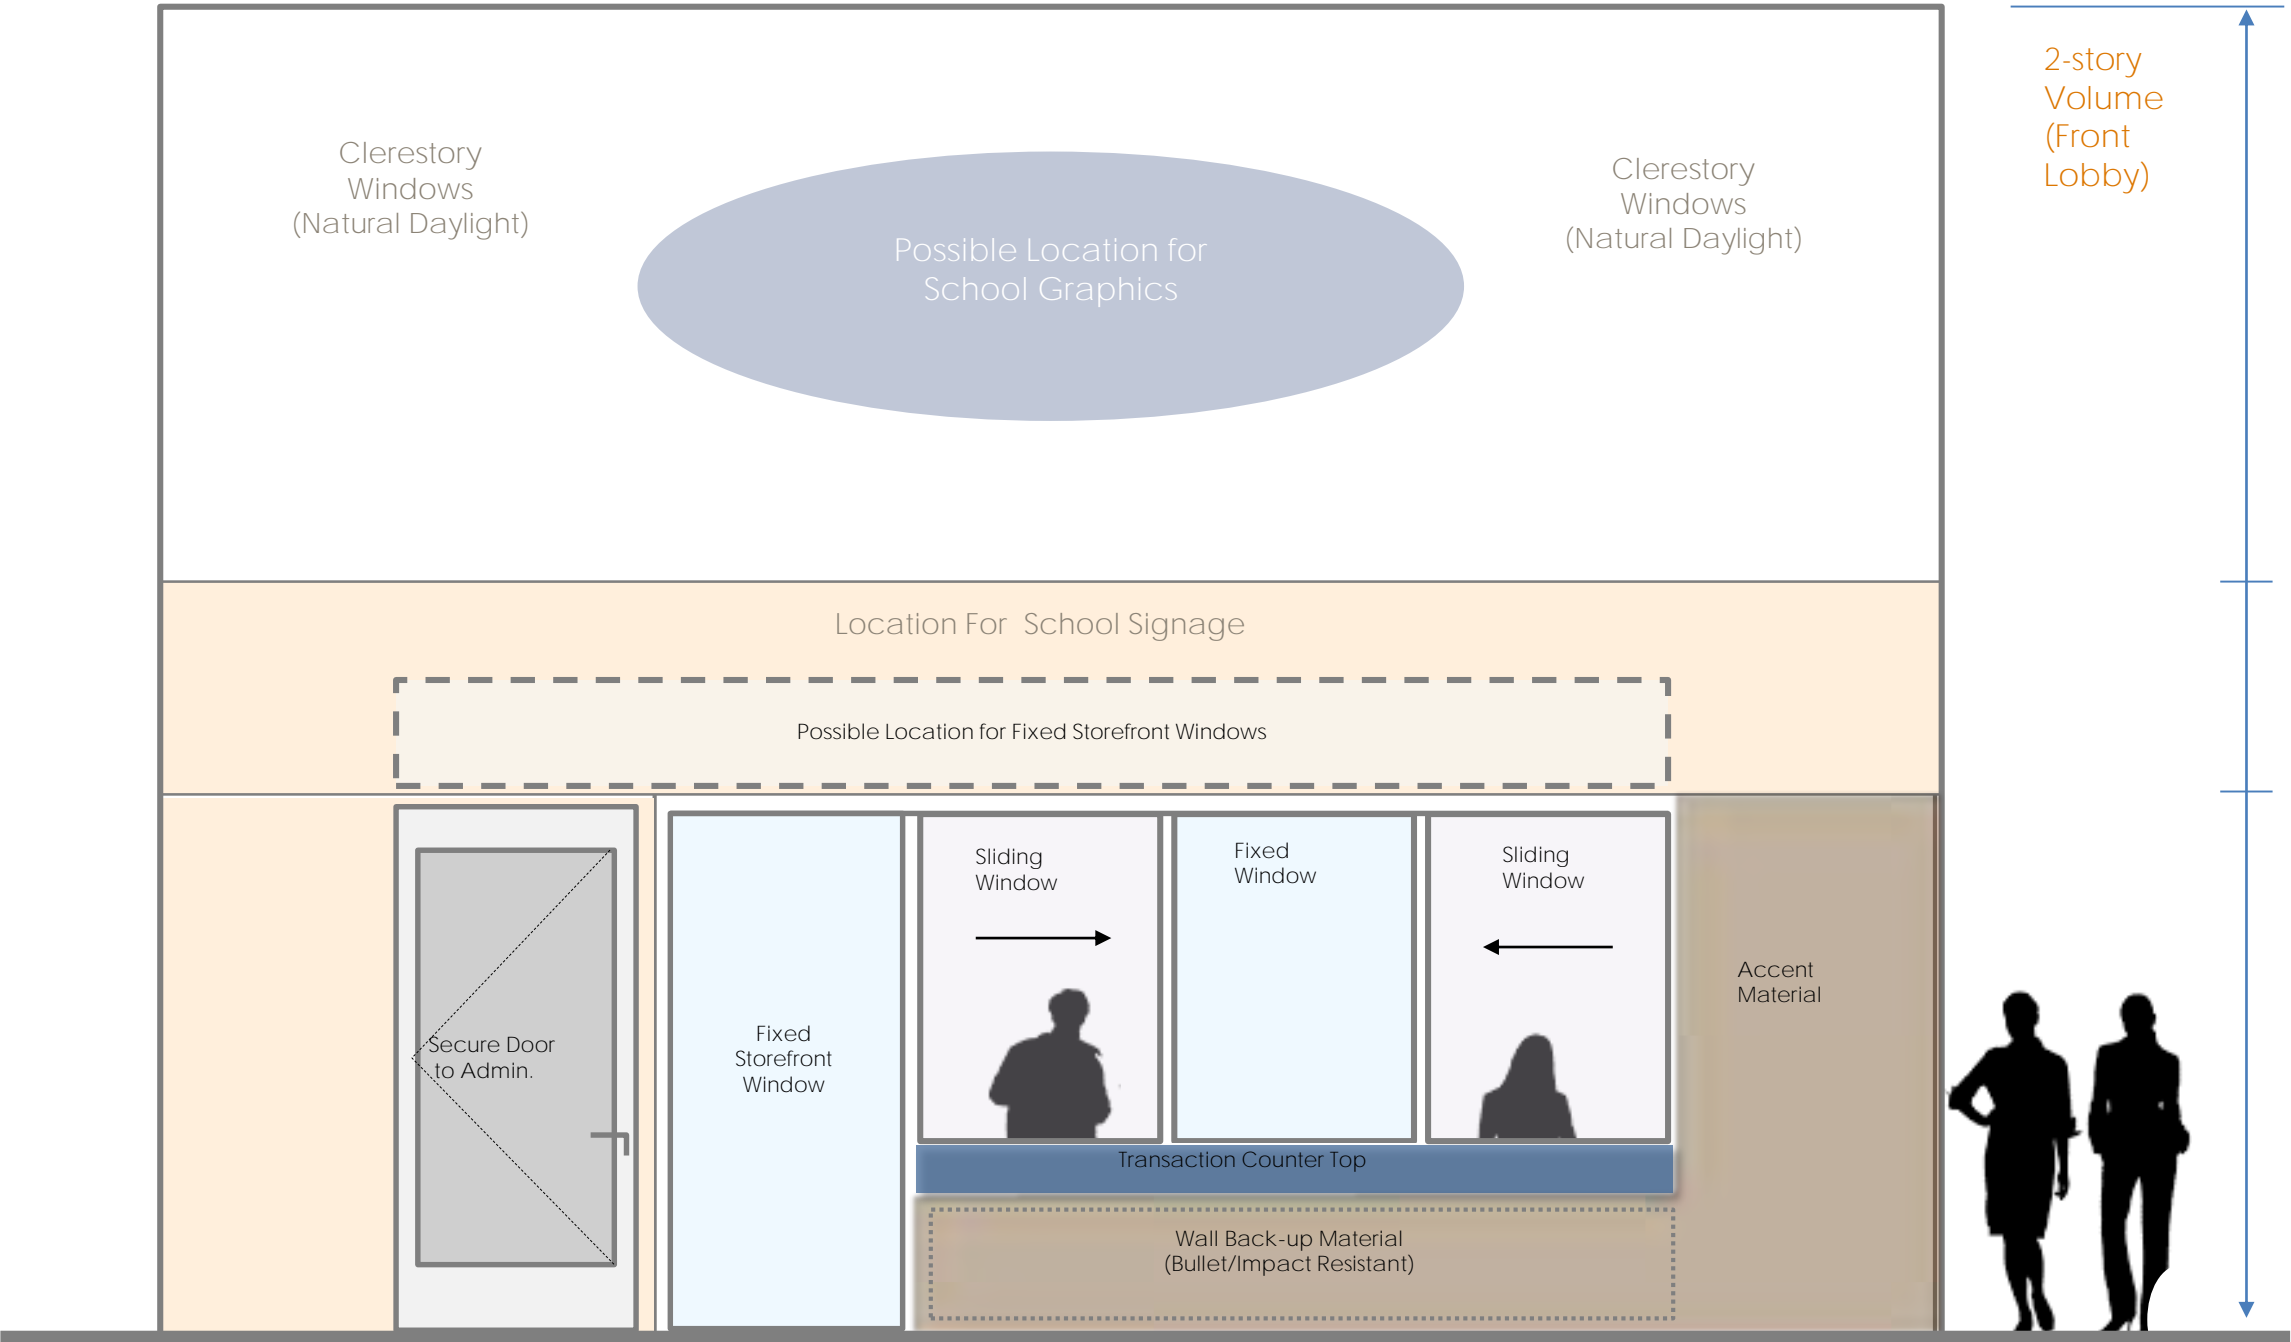 2-story
Volume
(Front
Lobby)
Clerestory
Windows
(Natural Daylight)
Possible Location for
School Graphics
Clerestory
Windows
(Natural Daylight)
Location For School Signage
Possible Location for Fixed Storefront Windows
Sliding
Window
Fixed
Window
Sliding
Window
Accent
Material
Secure Door
to Admin.
Fixed
Storefront
Window
Transaction Counter Top
Wall Back-up Material
(Bullet/Impact Resistant)